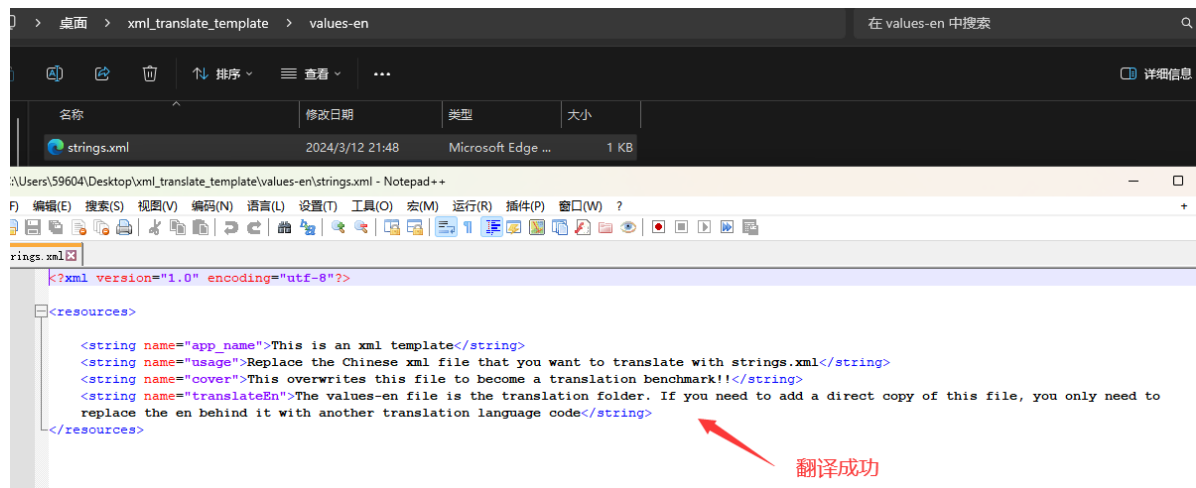 桌面 > xml_translate_template > values-en 在 values-en 中搜索
排序 查看 ... 详细信息
名称 修改日期 类型 大小
strings.xml 2024/3/12 21:48 Microsoft Edge ... 1 KB
:\Users\59604\Desktop\xml_translate_template\values-en\strings.xml - Notepad++
F) 编辑(E) 搜索(S) 视图(V) 编码(N) 语言(L) 设置(T) 工具(O) 宏(M) 运行(R) 插件(P) 窗口(W) ? +
rings.xml
<?xml version="1.0" encoding="utf-8"?>
<resources>
<string name="app_name">This is an xml template</string>
<string name="usage">Replace the Chinese xml file that you want to translate with strings.xml</string>
<string name="cover">This overwrites this file to become a translation benchmark!!</string>
<string name="translateEn">The values-en file is the translation folder. If you need to add a direct copy of this file, you only need to
replace the en behind it with another translation language code</string>
</resources>
翻译成功